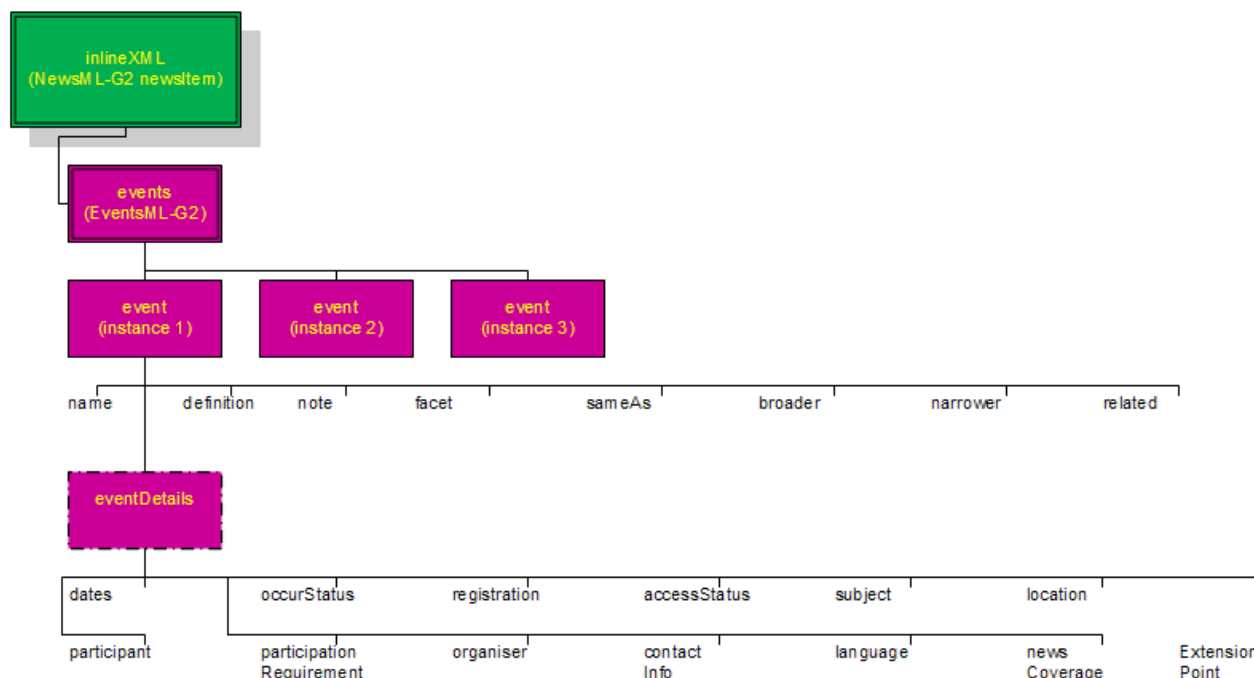 inlineXML
(NewsML-G2 newsItem)
events
(EventsML-G2)
event
(instance 1)
event
(instance 2)
event
(instance 3)
name definition note facet sameAs broader narrower related
eventDetails
dates occurStatus registration accessStatus subject location
participant participation organiser contact language news Extension
Requirement Info Coverage Point